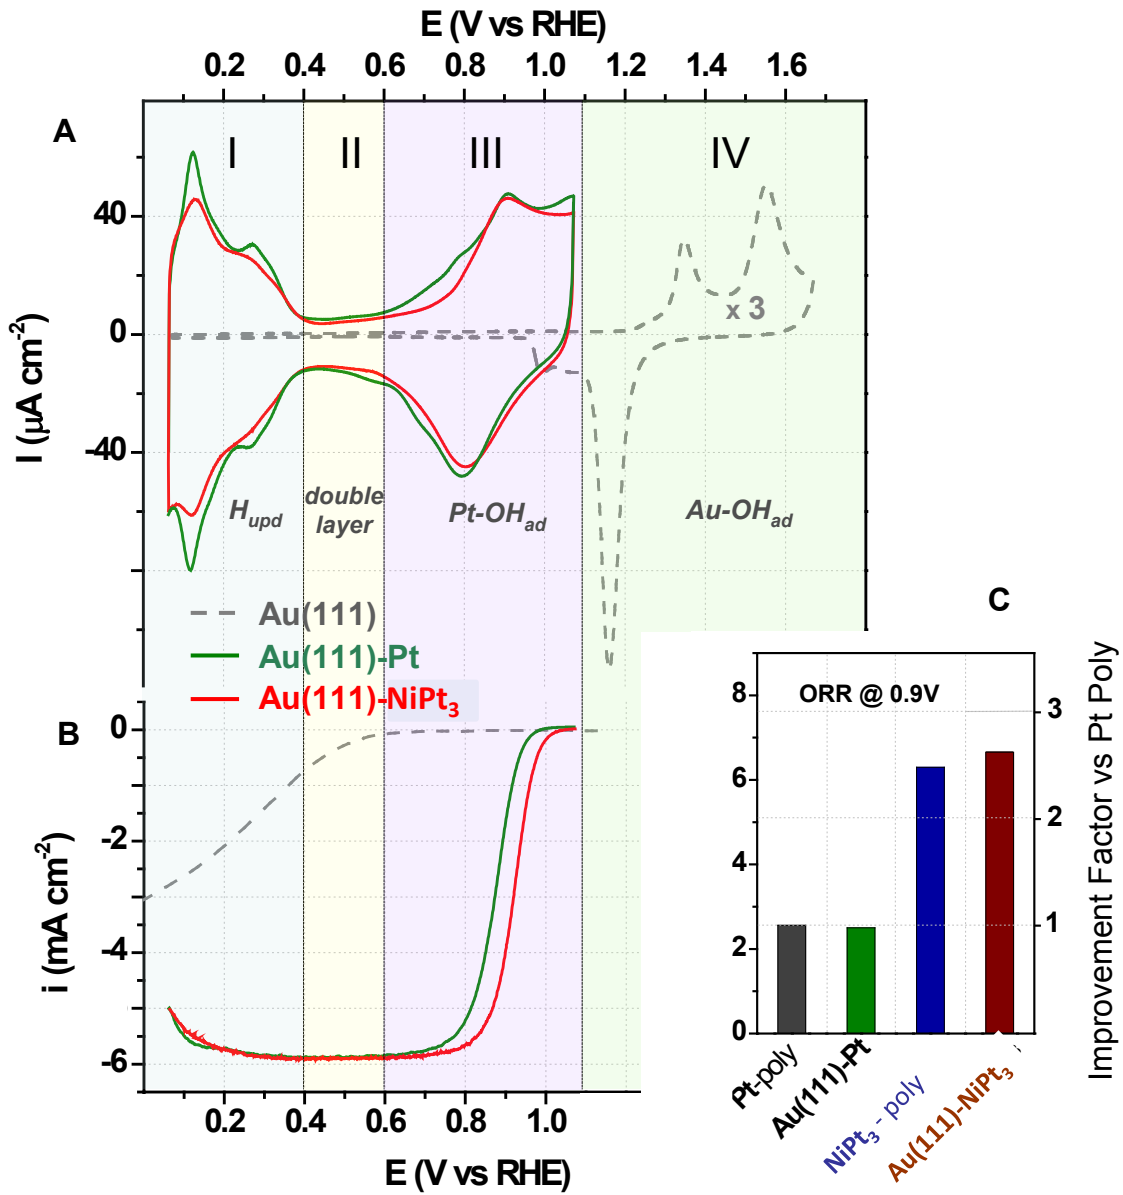 E (V vs RHE)
0.2 0.4 0.6 0.8 1.0 1.2 1.4 1.6
A
I II III IV
40
0
-40
I (μA cm⁻²)
x 3
H_upd
double
layer
Pt-OH_ad
Au-OH_ad
Au(111)
Au(111)-Pt
Au(111)-NiPt₃
B
0
-2
-4
-6
i (mA cm⁻²)
0.2 0.4 0.6 0.8 1.0
E (V vs RHE)
C
ORR @ 0.9V
8
6
4
2
0
3
2
1
Improvement Factor vs Pt Poly
Pt-poly
Au(111)-Pt
NiPt₃ - poly
Au(111)-NiPt₃